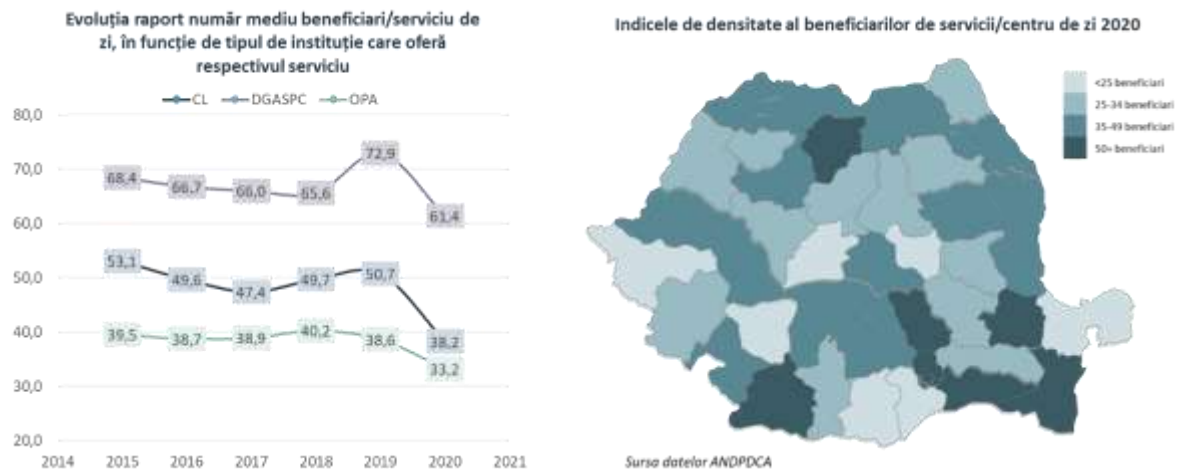 Evoluția raport număr mediu beneficiari/serviciu de
zi, în funcție de tipul de instituție care oferă
respectivul serviciu
CL DGASPC OPA
80,0
70,0
60,0
50,0
40,0
30,0
20,0
68,4
66,7
66,0
65,6
72,9
61,4
53,1
49,6
47,4
49,7
50,7
38,2
39,5
38,7
38,9
40,2
38,6
33,2
2014 2015 2016 2017 2018 2019 2020 2021
Indicele de densitate al beneficiarilor de servicii/centru de zi 2020
<25 beneficiari
25-34 beneficiari
35-49 beneficiari
50+ beneficiari
Sursa datelor ANDPDCA